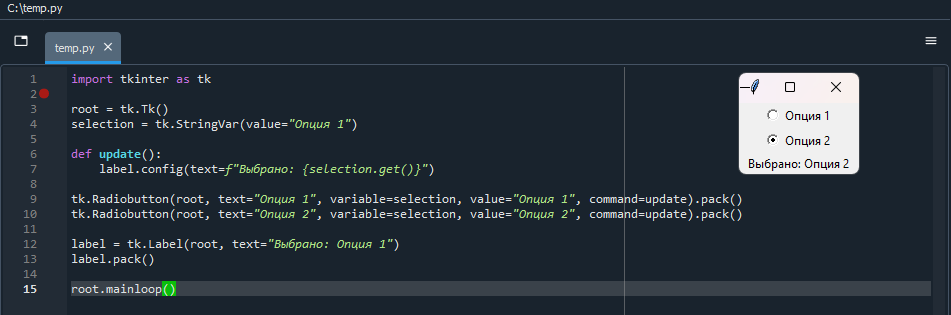 C:\temp.py
temp.py
1 import tkinter as tk
2
3 root = tk.Tk()
4 selection = tk.StringVar(value="Опция 1")
5
6 def update():
7     label.config(text=f"Выбрано: {selection.get()}")
8
9 tk.Radiobutton(root, text="Опция 1", variable=selection, value="Опция 1", command=update).pack()
10 tk.Radiobutton(root, text="Опция 2", variable=selection, value="Опция 2", command=update).pack()
11
12 label = tk.Label(root, text="Выбрано: Опция 1")
13 label.pack()
14
15 root.mainloop()
Опция 1
Опция 2
Выбрано: Опция 2